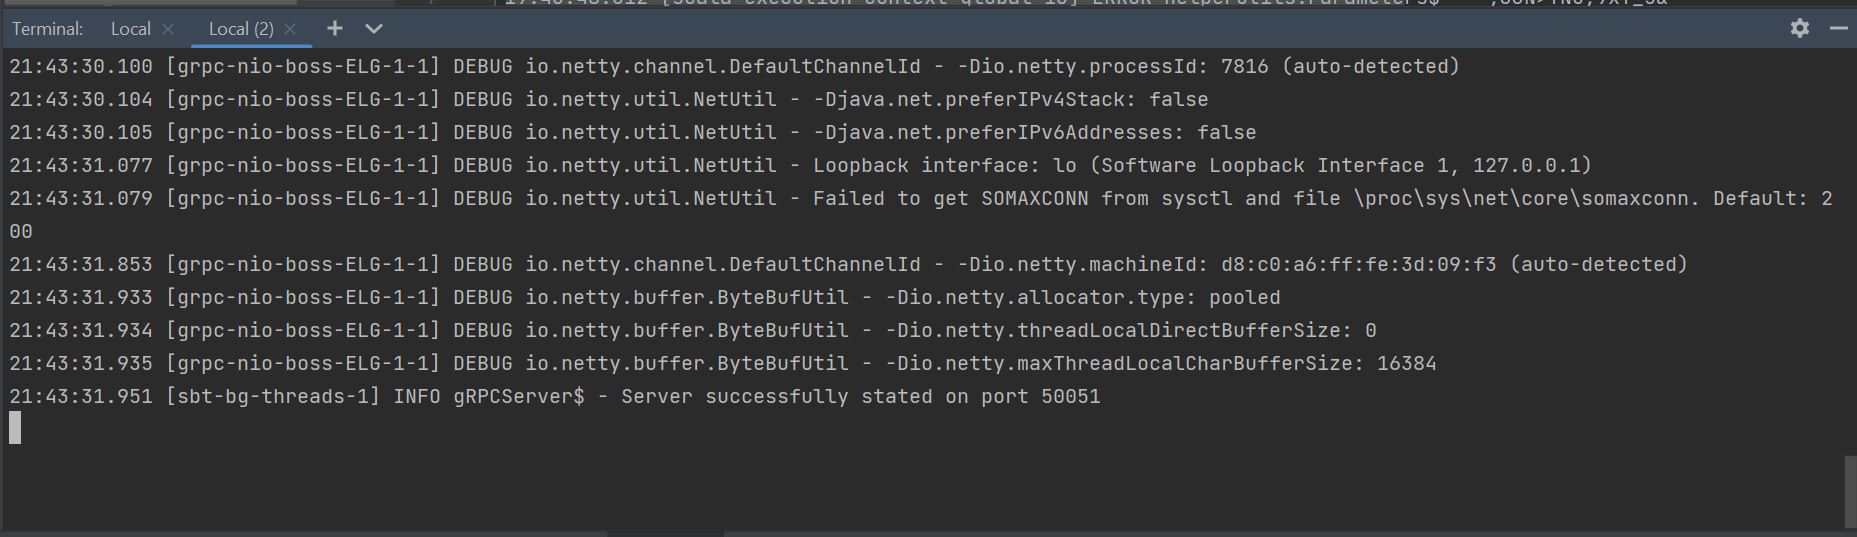 Terminal: Local Local (2)
21:43:30.100 [grpc-nio-boss-ELG-1-1] DEBUG io.netty.channel.DefaultChannelId - -Dio.netty.processId: 7816 (auto-detected)
21:43:30.104 [grpc-nio-boss-ELG-1-1] DEBUG io.netty.util.NetUtil - -Djava.net.preferIPv4Stack: false
21:43:30.105 [grpc-nio-boss-ELG-1-1] DEBUG io.netty.util.NetUtil - -Djava.net.preferIPv6Addresses: false
21:43:31.077 [grpc-nio-boss-ELG-1-1] DEBUG io.netty.util.NetUtil - Loopback interface: lo (Software Loopback Interface 1, 127.0.0.1)
21:43:31.079 [grpc-nio-boss-ELG-1-1] DEBUG io.netty.util.NetUtil - Failed to get SOMAXCONN from sysctl and file \proc\sys\net\core\somaxconn. Default: 2
00
21:43:31.853 [grpc-nio-boss-ELG-1-1] DEBUG io.netty.channel.DefaultChannelId - -Dio.netty.machineId: d8:c0:a6:ff:fe:3d:09:f3 (auto-detected)
21:43:31.933 [grpc-nio-boss-ELG-1-1] DEBUG io.netty.buffer.ByteBufUtil - -Dio.netty.allocator.type: pooled
21:43:31.934 [grpc-nio-boss-ELG-1-1] DEBUG io.netty.buffer.ByteBufUtil - -Dio.netty.threadLocalDirectBufferSize: 0
21:43:31.935 [grpc-nio-boss-ELG-1-1] DEBUG io.netty.buffer.ByteBufUtil - -Dio.netty.maxThreadLocalCharBufferSize: 16384
21:43:31.951 [sbt-bg-threads-1] INFO gRPCServer$ - Server successfully stated on port 50051